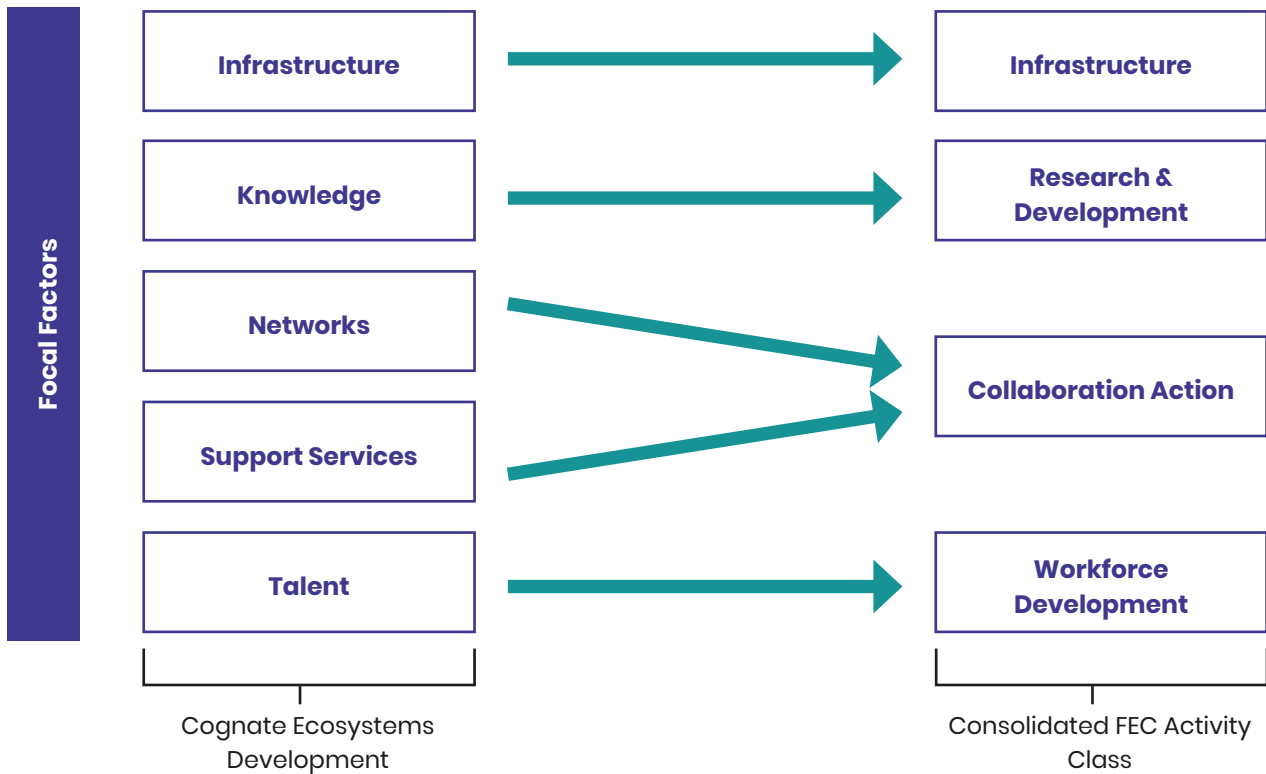 Focal Factors
Infrastructure
Knowledge
Networks
Support Services
Talent
Cognate Ecosystems
Development
Infrastructure
Research &
Development
Collaboration Action
Workforce
Development
Consolidated FEC Activity
Class